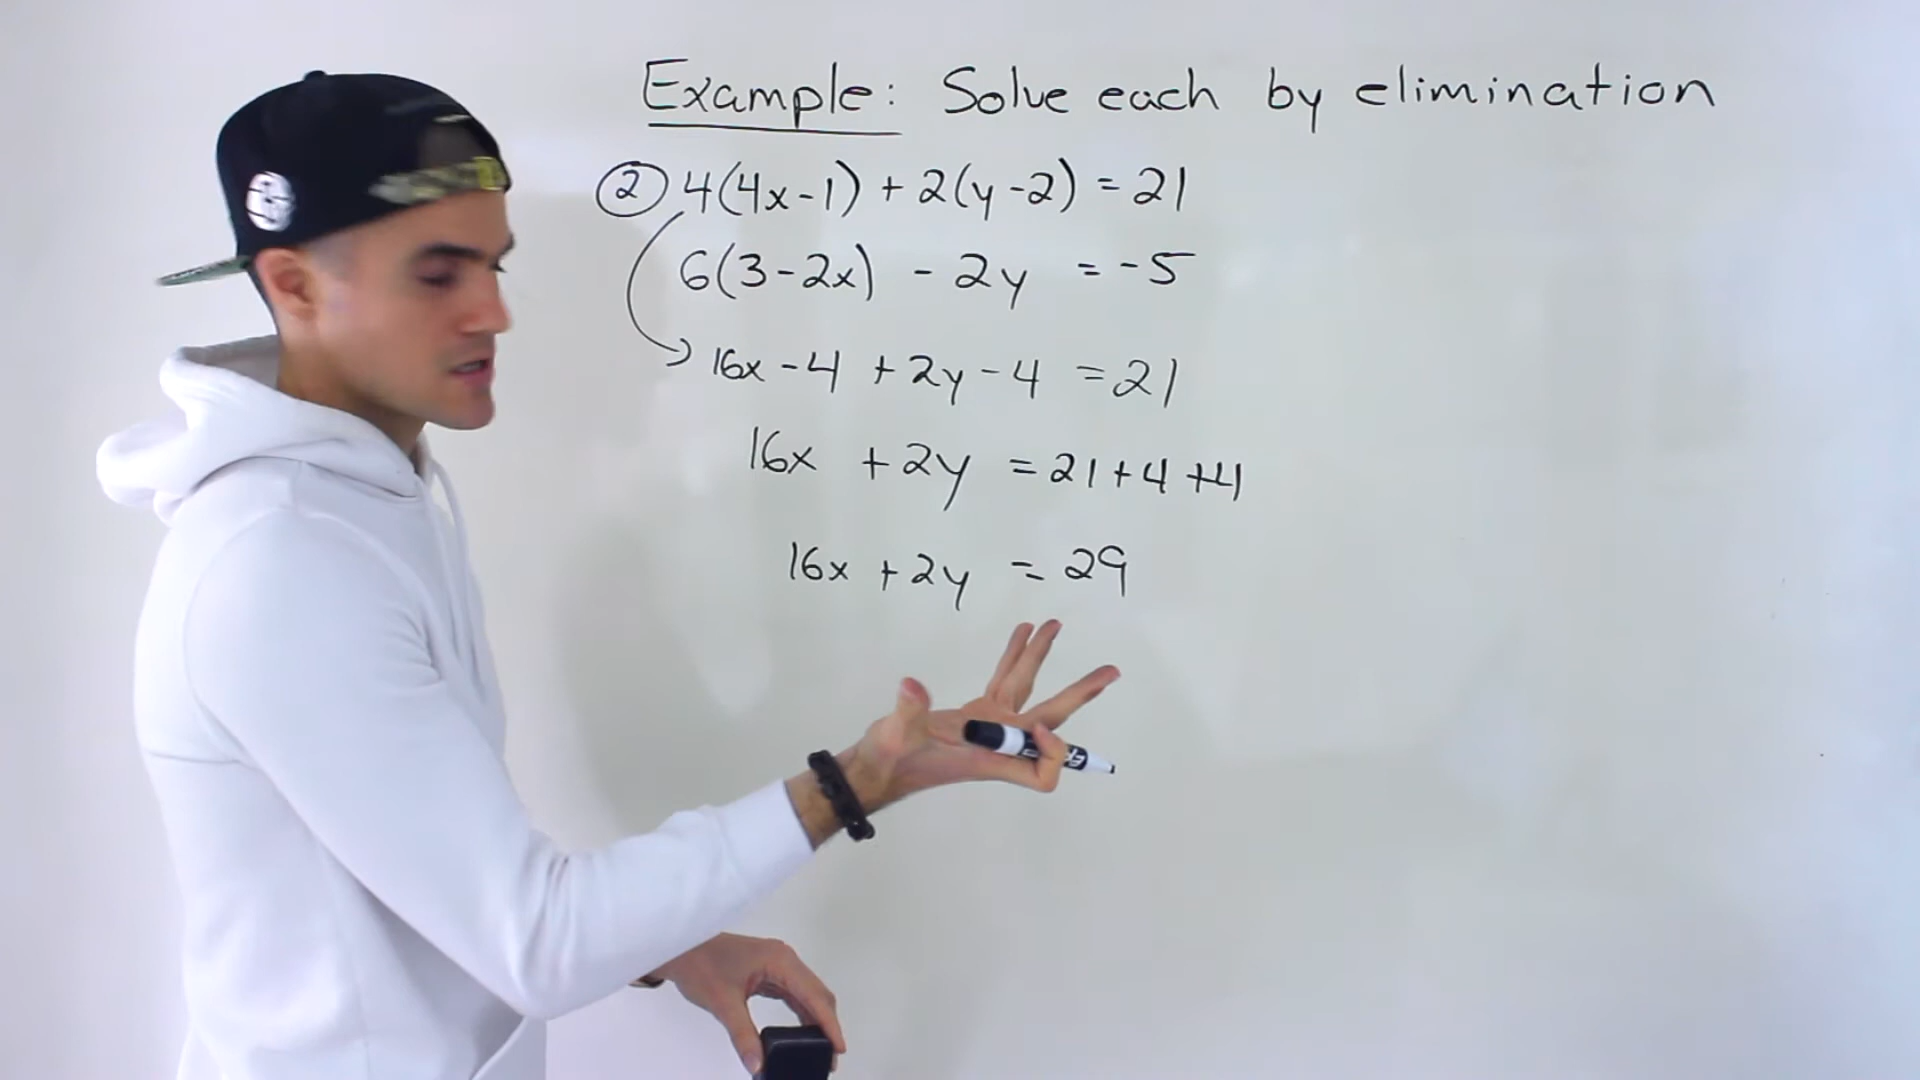 Example: Solve each by elimination
② 4(4x-1) + 2(y-2) = 21
6(3-2x) - 2y = -5
16x - 4 + 2y - 4 = 21
16x + 2y = 21 + 4 + 4
16x + 2y = 29